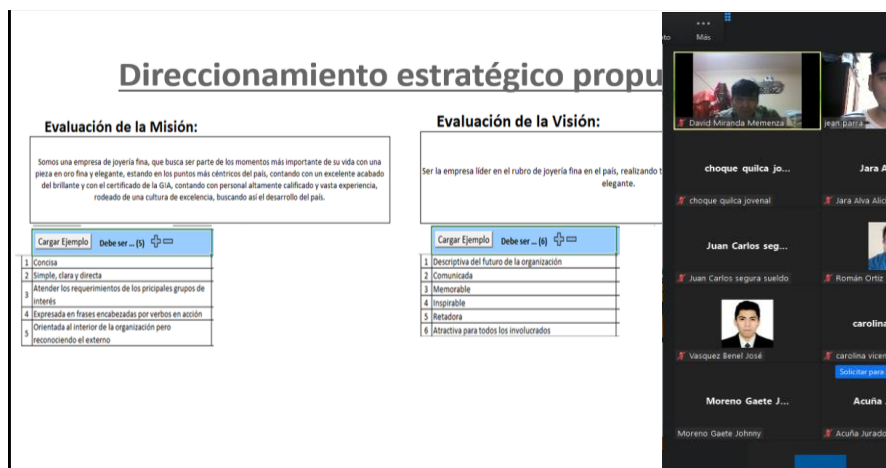 Direccionamiento estratégico propu
Evaluación de la Misión:
Somos una empresa de joyería fina, que busca ser parte de los momentos más importante de su vida con una
pieza en oro fina y elegante, estando en los puntos más céntricos del país, contando con un excelente acabado
del brillante y con el certificado de la GIA, contando con personal altamente calificado y vasta experiencia,
rodeado de una cultura de excelencia, buscando así el desarrollo del país.
Cargar Ejemplo Debe ser ... (5)
1 Concisa
2 Simple, clara y directa
3 Atender los requerimientos de los pricipales grupos de
interés
4 Expresada en frases encabezadas por verbos en acción
5 Orientada al interior de la organización pero
reconociendo el externo
Evaluación de la Visión:
Ser la empresa líder en el rubro de joyería fina en el país, realizando t
elegante.
Cargar Ejemplo Debe ser ... (6)
1 Descriptiva del futuro de la organización
2 Comunicada
3 Memorable
4 Inspirable
5 Retadora
6 Atractiva para todos los involucrados
to Más
David Miranda Memenza
jean parra
choque quilca jo...
Jara A
choque quilca jovenal
Jara Alva Alici
Juan Carlos seg...
Juan Carlos segura sueldo
Román Ortiz
carolina
Vasquez Benel José
carolina vicen
Solicitar para
Moreno Gaete J...
Acuña
Moreno Gaete Johnny
Acuña Jurado